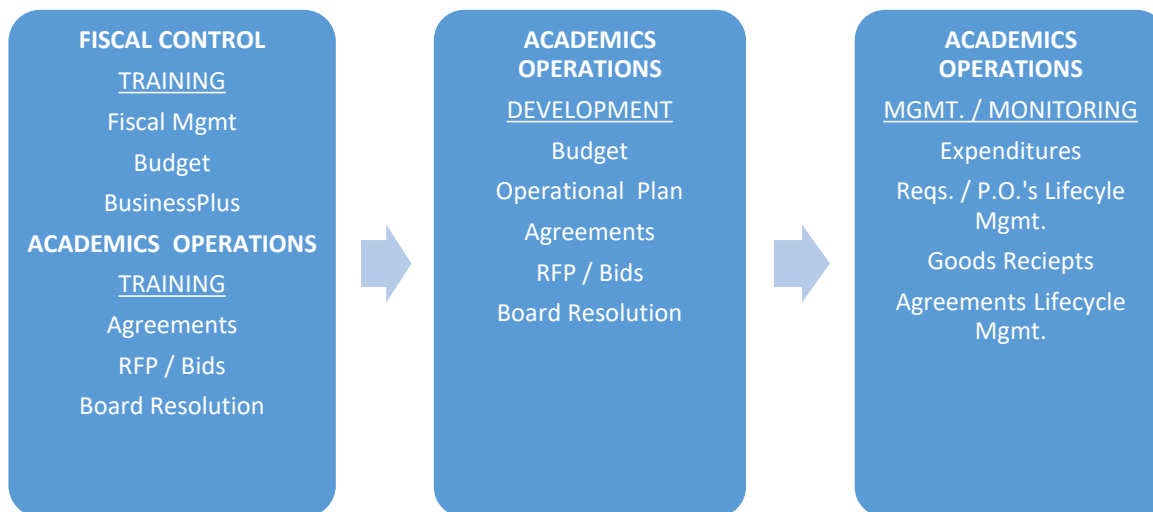 FISCAL CONTROL
TRAINING
Fiscal Mgmt
Budget
BusinessPlus
ACADEMICS OPERATIONS
TRAINING
Agreements
RFP / Bids
Board Resolution
ACADEMICS
OPERATIONS
DEVELOPMENT
Budget
Operational Plan
Agreements
RFP / Bids
Board Resolution
ACADEMICS
OPERATIONS
MGMT. / MONITORING
Expenditures
Reqs. / P.O.'s Lifecyle
Mgmt.
Goods Reciepts
Agreements Lifecycle
Mgmt.